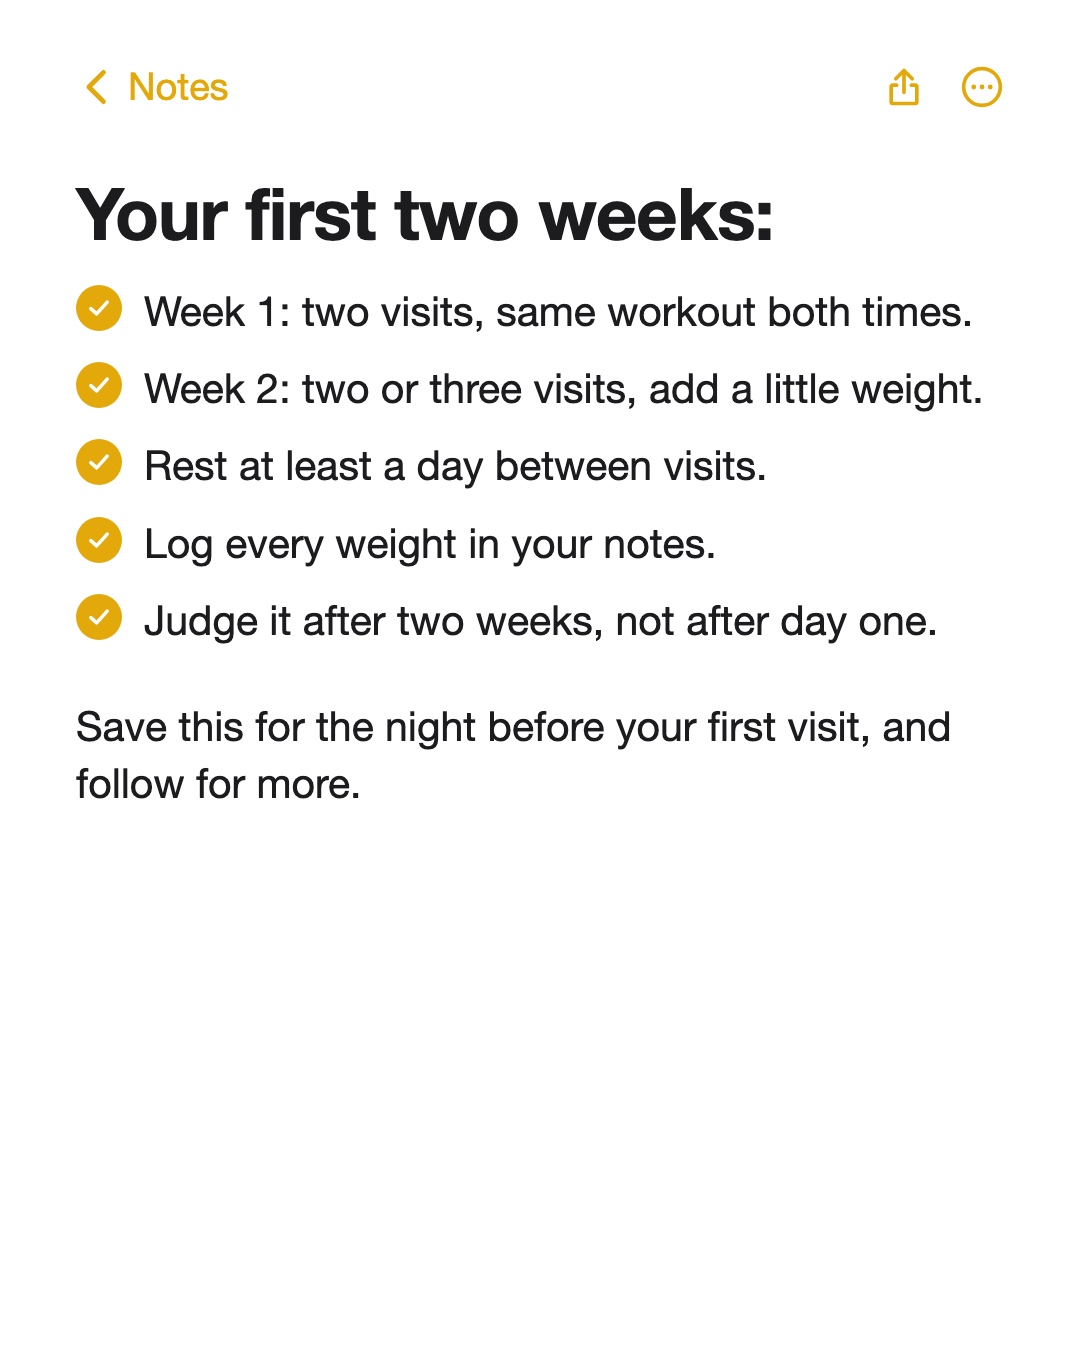 Notes
Your first two weeks:
Week 1: two visits, same workout both times.
Week 2: two or three visits, add a little weight.
Rest at least a day between visits.
Log every weight in your notes.
Judge it after two weeks, not after day one.
Save this for the night before your first visit, and
follow for more.